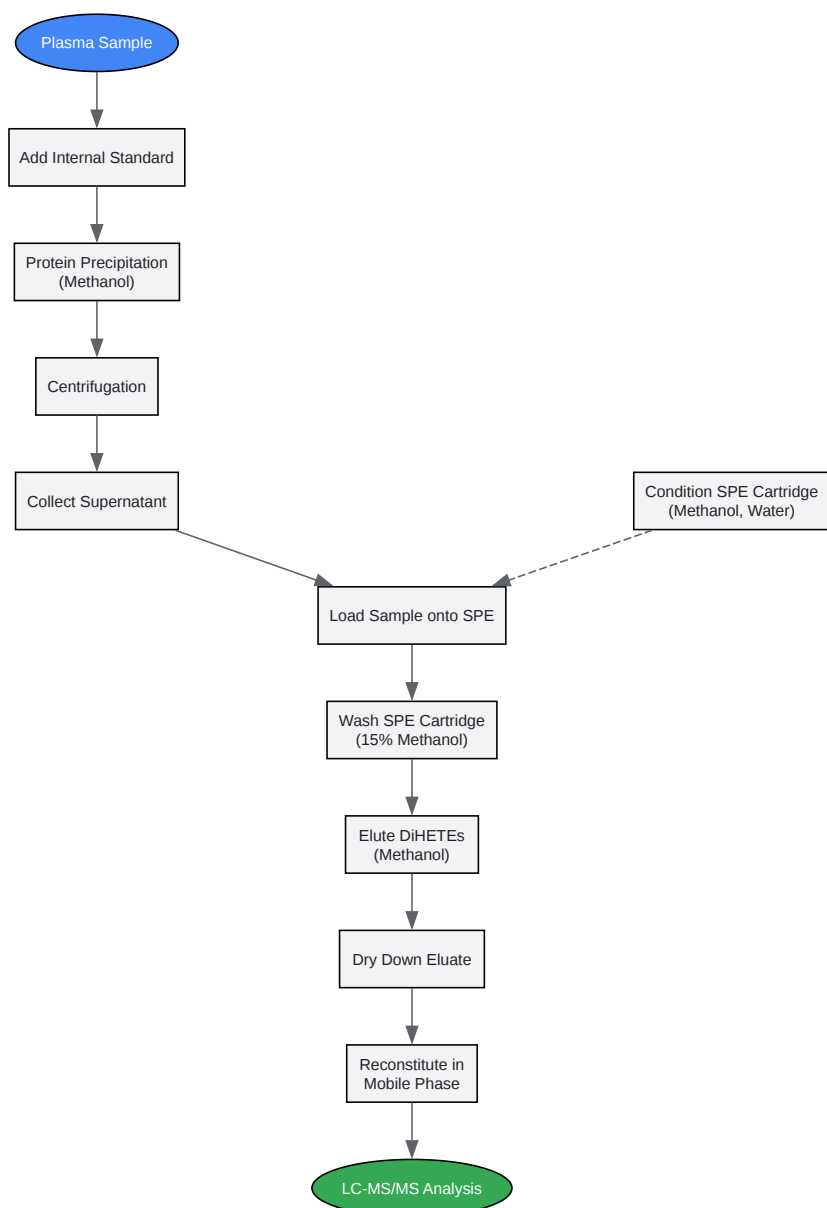 Plasma Sample
Add Internal Standard
Protein Precipitation
(Methanol)
Centrifugation
Collect Supernatant
Condition SPE Cartridge
(Methanol, Water)
Load Sample onto SPE
Wash SPE Cartridge
(15% Methanol)
Elute DiHETEs
(Methanol)
Dry Down Eluate
Reconstitute in
Mobile Phase
LC-MS/MS Analysis